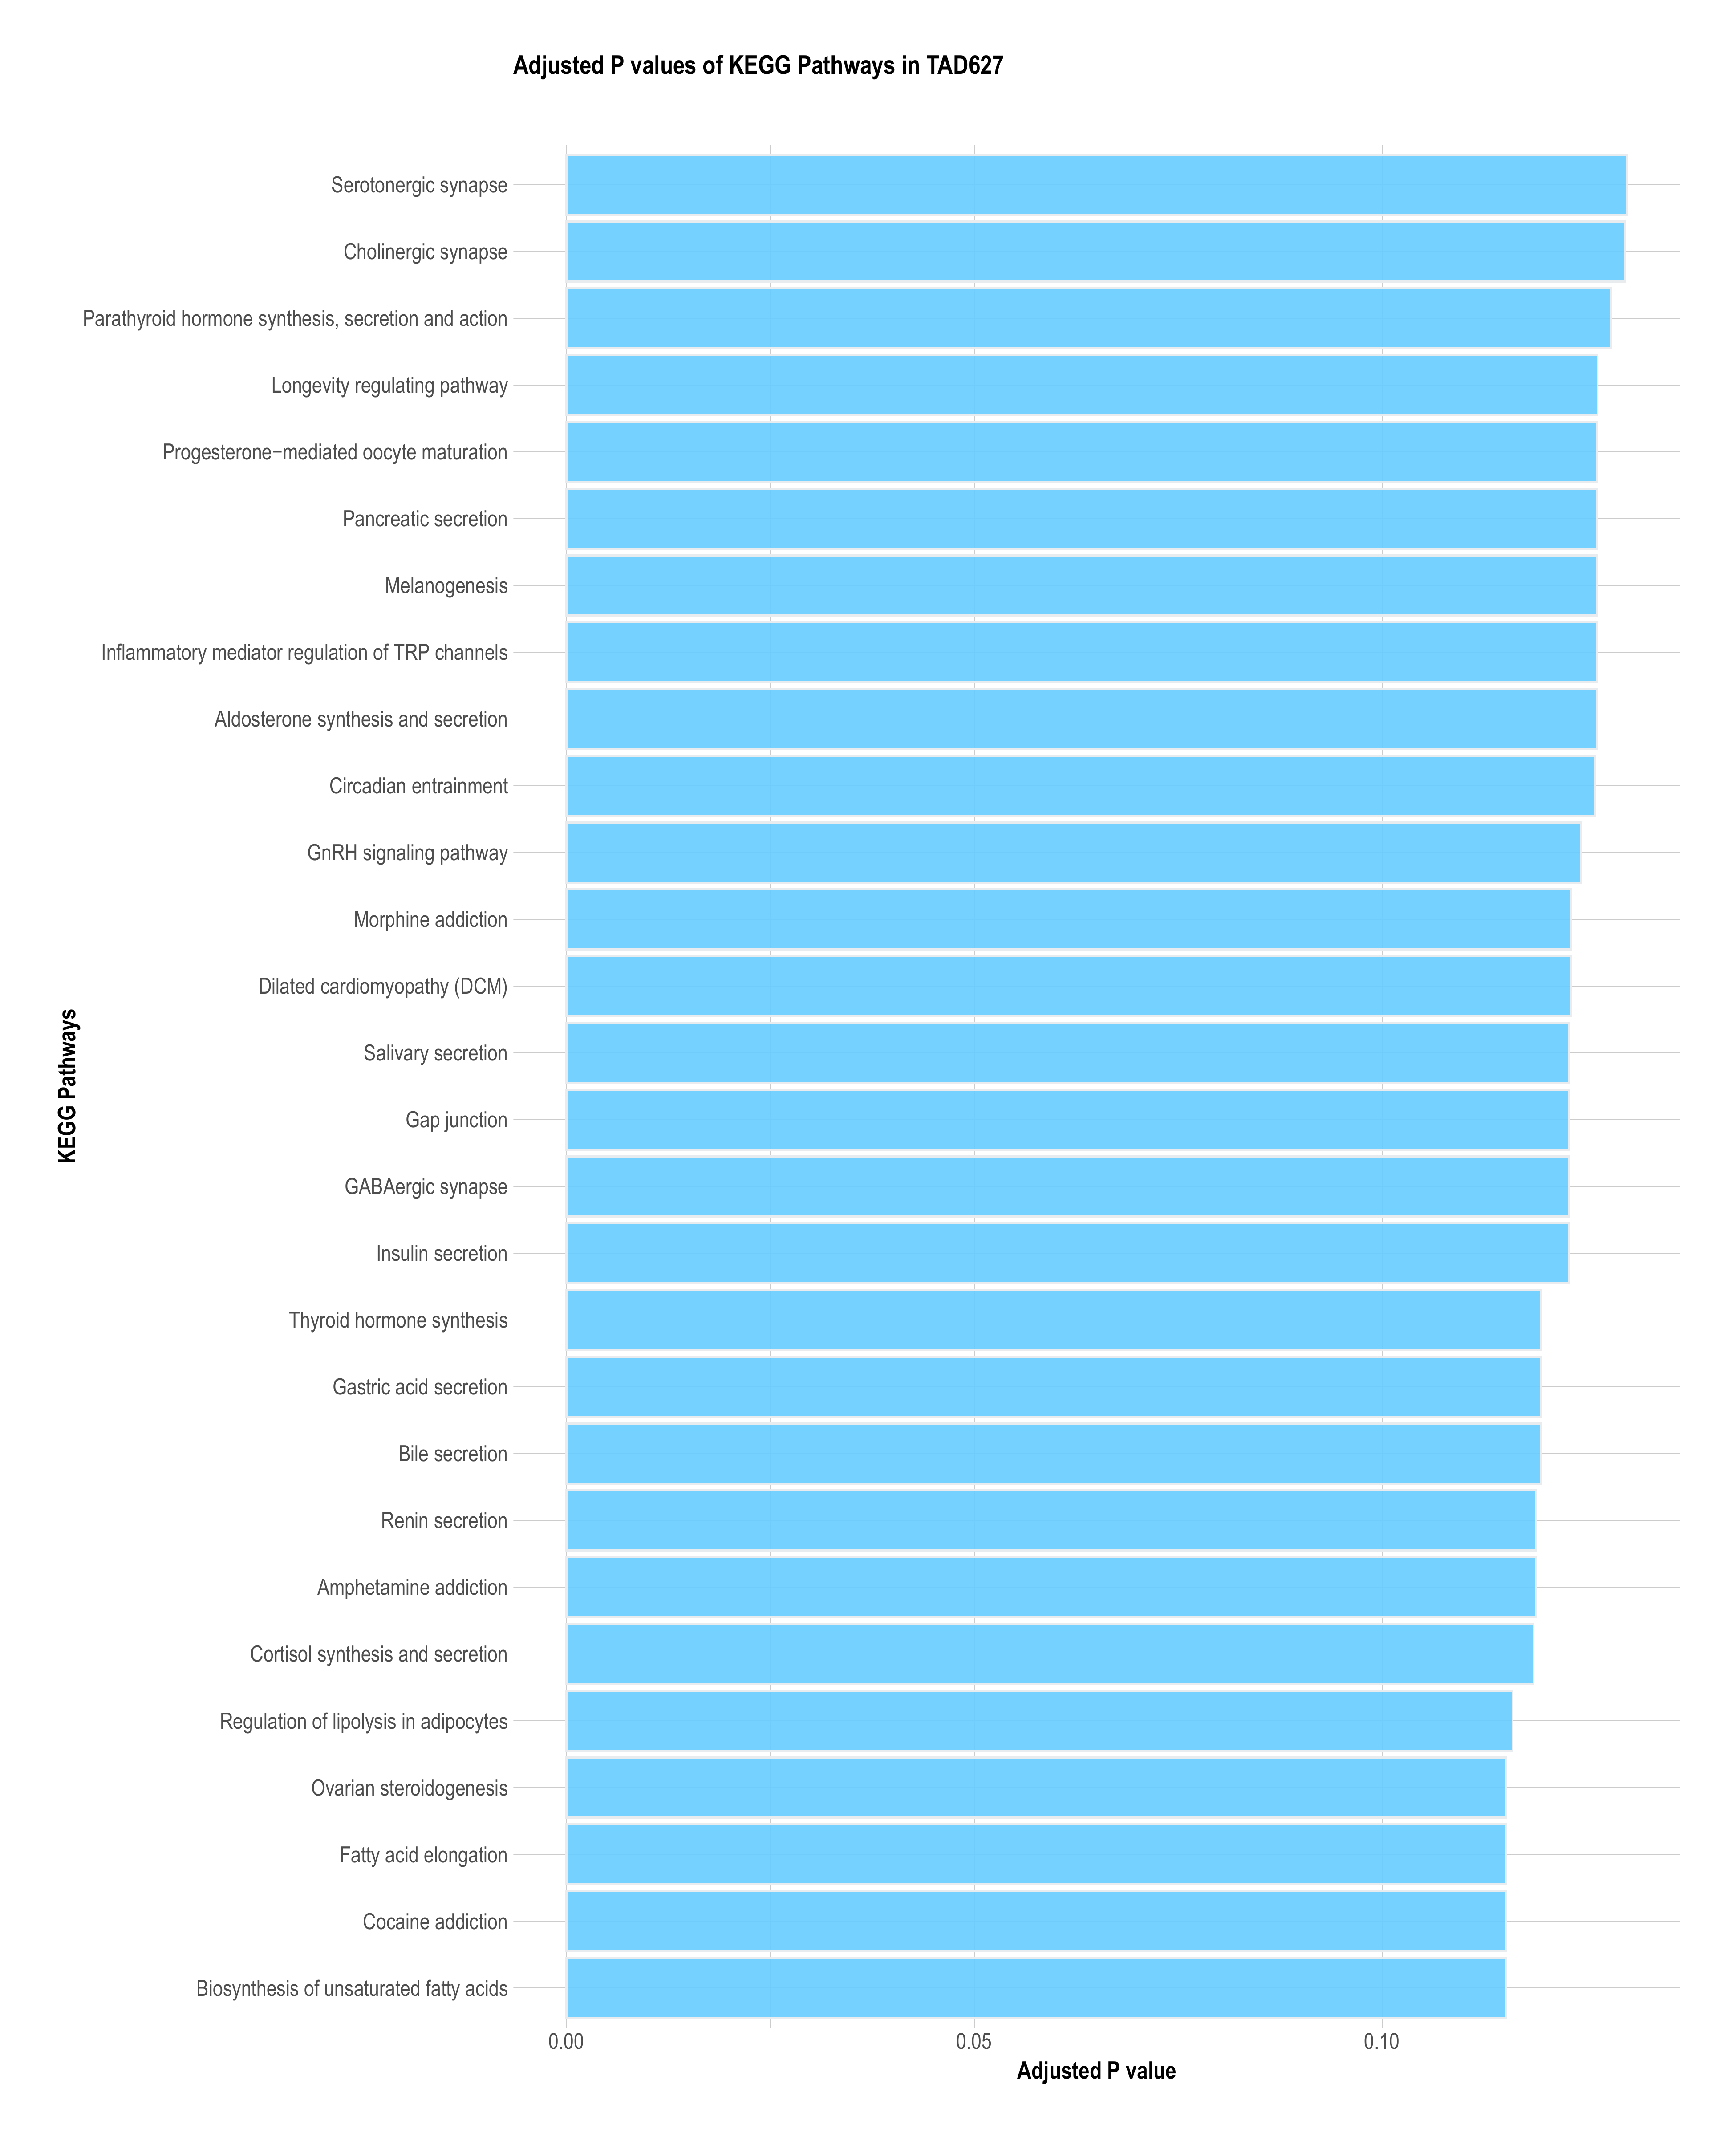 Adjusted P values of KEGG Pathways in TAD627
Serotonergic synapse
Cholinergic synapse
Parathyroid hormone synthesis, secretion and action
Longevity regulating pathway
Progesterone−mediated oocyte maturation
Pancreatic secretion
Melanogenesis
Inflammatory mediator regulation of TRP channels
Aldosterone synthesis and secretion
Circadian entrainment
GnRH signaling pathway
Morphine addiction
Dilated cardiomyopathy (DCM)
Salivary secretion
Gap junction
GABAergic synapse
Insulin secretion
Thyroid hormone synthesis
Gastric acid secretion
Bile secretion
Renin secretion
Amphetamine addiction
Cortisol synthesis and secretion
Regulation of lipolysis in adipocytes
Ovarian steroidogenesis
Fatty acid elongation
Cocaine addiction
Biosynthesis of unsaturated fatty acids
KEGG Pathways
0.00 0.05 0.10
Adjusted P value